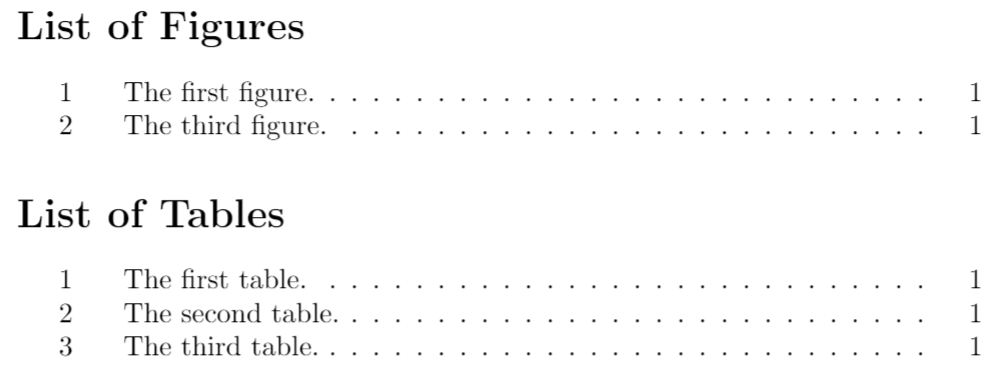 List of Figures
1 The first figure. . . . . . . . . . . . . . . . . . . . . . . . . . . . . 1
2 The third figure. . . . . . . . . . . . . . . . . . . . . . . . . . . . 1
List of Tables
1 The first table. . . . . . . . . . . . . . . . . . . . . . . . . . . . . 1
2 The second table. . . . . . . . . . . . . . . . . . . . . . . . . . . . 1
3 The third table. . . . . . . . . . . . . . . . . . . . . . . . . . . . . 1